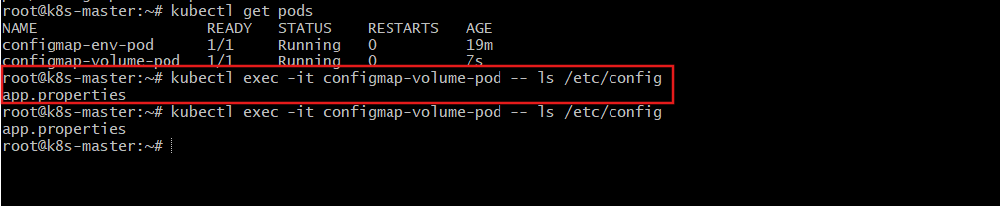 root@k8s-master:~# kubectl get pods
NAME                   READY   STATUS    RESTARTS   AGE
configmap-env-pod      1/1     Running   0          19m
configmap-volume-pod   1/1     Running   0          7s
root@k8s-master:~# kubectl exec -it configmap-volume-pod -- ls /etc/config
app.properties
root@k8s-master:~# kubectl exec -it configmap-volume-pod -- ls /etc/config
app.properties
root@k8s-master:~#